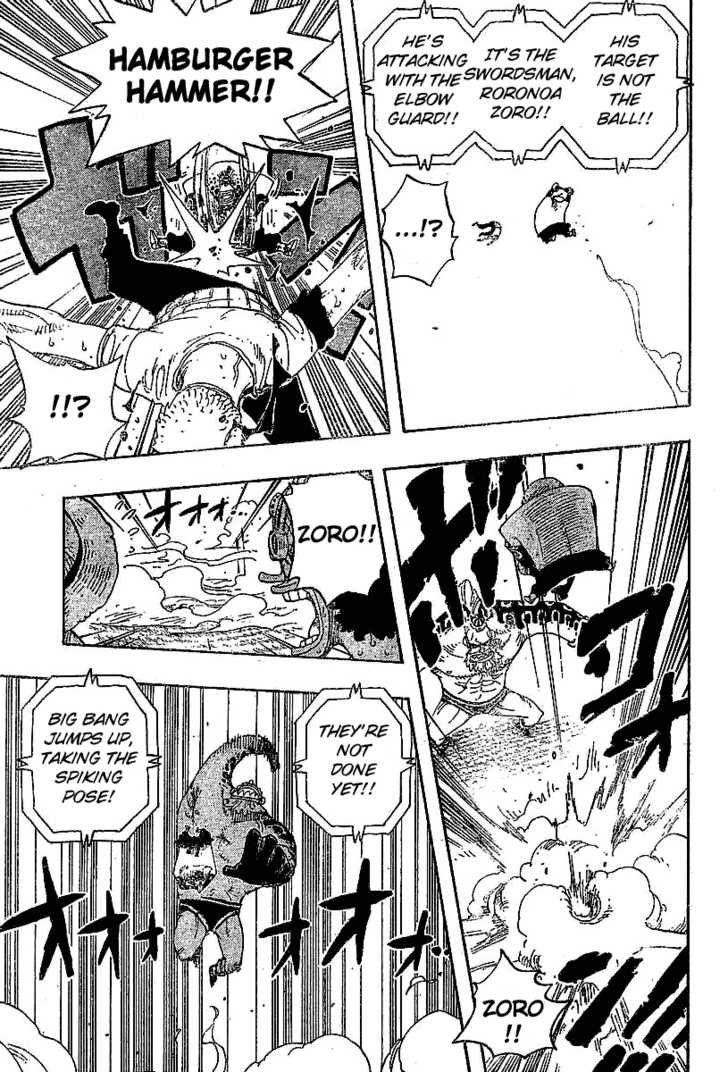 HIS
TARGET
IS NOT
THE
BALL!!
IT'S THE
SWORDSMAN,
RORONOA
ZORO!!
HE'S
ATTACKING
WITH THE
ELBOW
GUARD!!
...!?
HAMBURGER
HAMMER!!
!!?
ZORO!!
オオォ...
ZORO
!!
THEY'RE
NOT
DONE
YET!!
BIG BANG
JUMPS UP,
TAKING THE
SPIKING
POSE!
オオオ
オオオ...